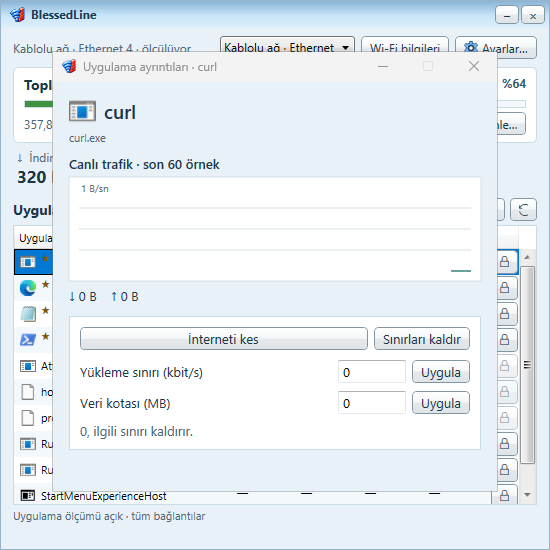 BlessedLine
Kablolu ağ · Ethernet 4 · ölçülüyor
Kablolu ağ · Ethernet
Wi-Fi bilgileri
Ayarlar...
%64
357,8
320
Uygulama ayrıntıları · curl
curl
curl.exe
Canlı trafik · son 60 örnek
1 B/sn
↓ 0 B ↑ 0 B
İnterneti kes
Sınırları kaldır
Yükleme sınırı (kbit/s)
0
Uygula
Veri kotası (MB)
0
Uygula
0, ilgili sınırı kaldırır.
StartMenuExperienceHost — — — —
Uygulama ölçümü açık · tüm bağlantılar